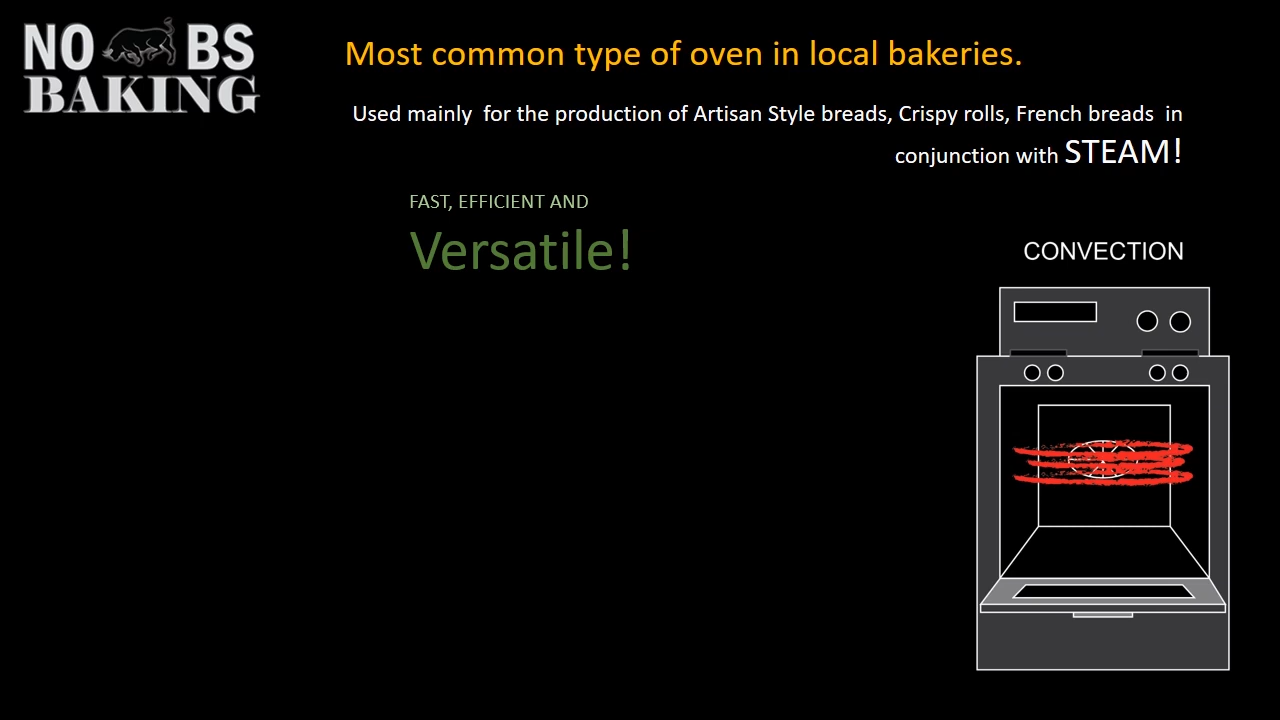 NO BS
BAKING
Most common type of oven in local bakeries.
Used mainly for the production of Artisan Style breads, Crispy rolls, French breads in
conjunction with STEAM!
FAST, EFFICIENT AND
Versatile!
CONVECTION